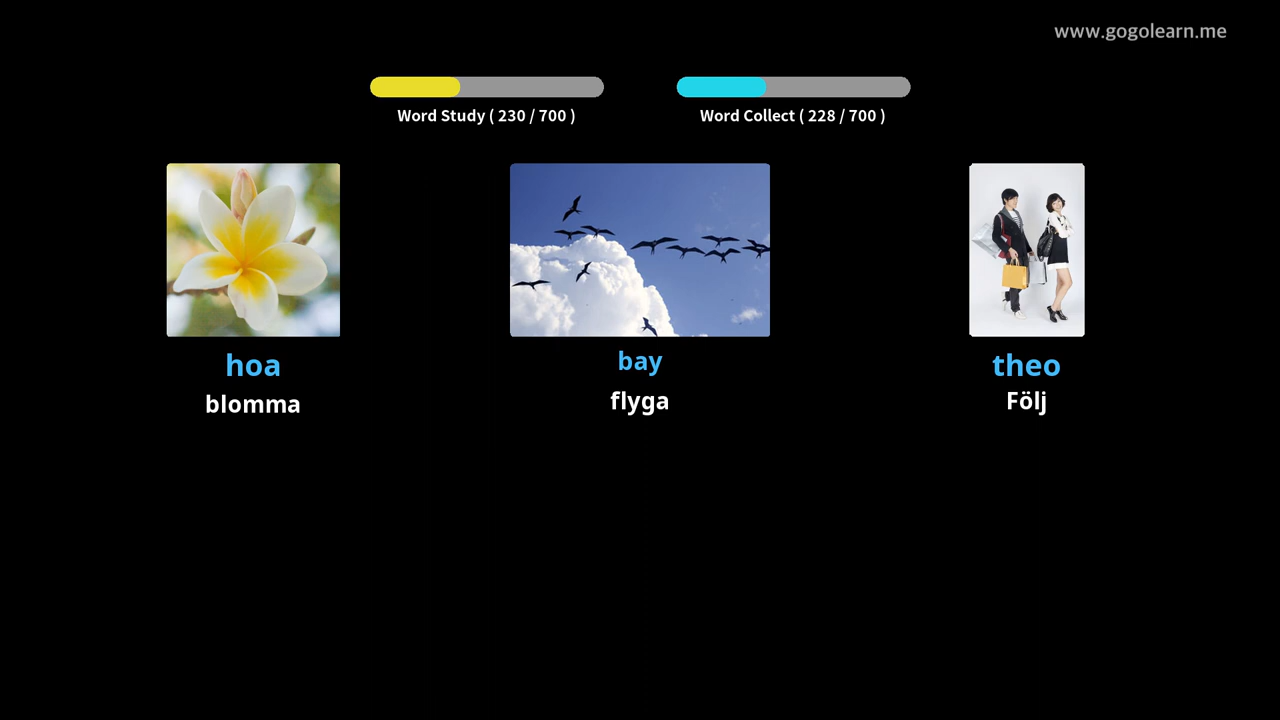 www.gogolearn.me
Word Study ( 230 / 700 )
Word Collect ( 228 / 700 )
hoa
blomma
bay
flyga
theo
Följ